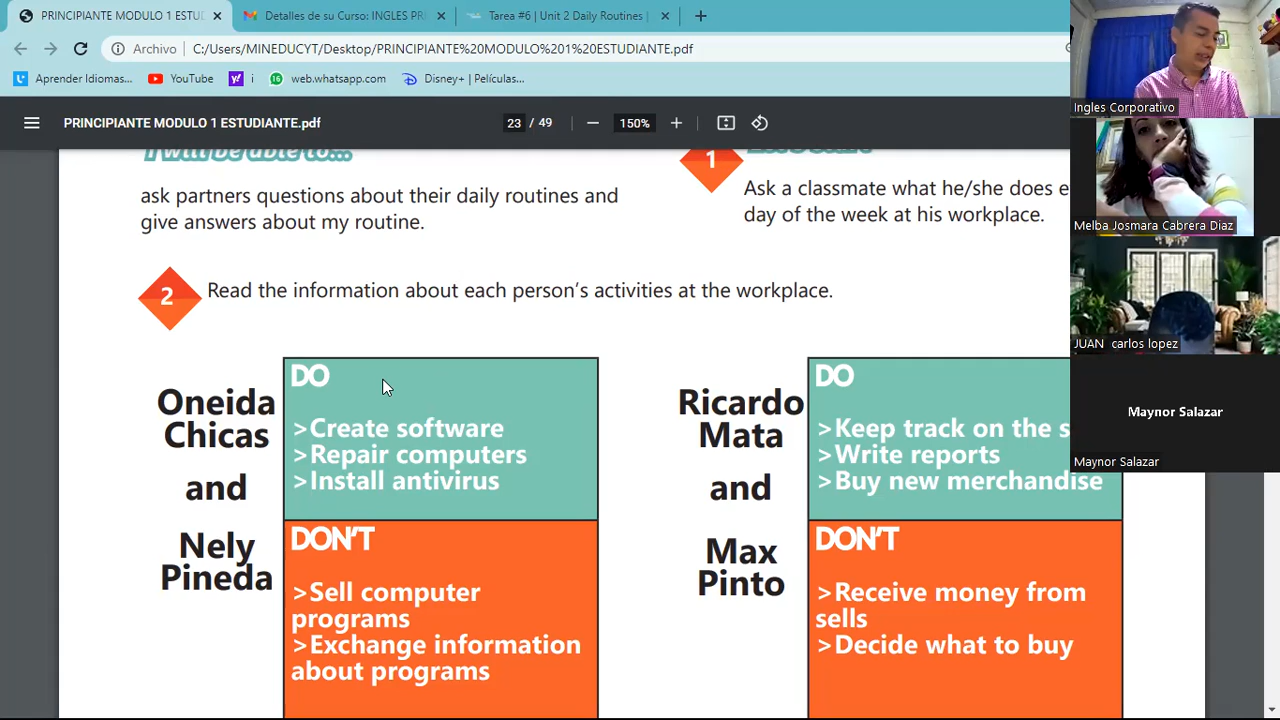 PRINCIPIANTE MODULO 1 ESTUD
Detalles de su Curso: INGLES PR
Tarea #6 | Unit 2 Daily Routines |
Archivo
C:/Users/MINEDUCYT/Desktop/PRINCIPIANTE%20MODULO%201%20ESTUDIANTE.pdf
Aprender Idiomas...
YouTube
i
web.whatsapp.com
Disney+ | Películas,...
PRINCIPIANTE MODULO 1 ESTUDIANTE.pdf
23 / 49
150%
I will be able to...
ask partners questions about their daily routines and
give answers about my routine.
1
Ask a classmate what he/she does e
day of the week at his workplace.
2
Read the information about each person's activities at the workplace.
Oneida
Chicas
and
Nely
Pineda
DO
>Create software
>Repair computers
>Install antivirus
DON'T
>Sell computer
programs
>Exchange information
about programs
Ricardo
Mata
and
Max
Pinto
DO
>Keep track on the s
>Write reports
>Buy new merchandise
DON'T
>Receive money from
sells
>Decide what to buy
Ingles Corporativo
Melba Josmara Cabrera Diaz
JUAN carlos lopez
Maynor Salazar
Maynor Salazar